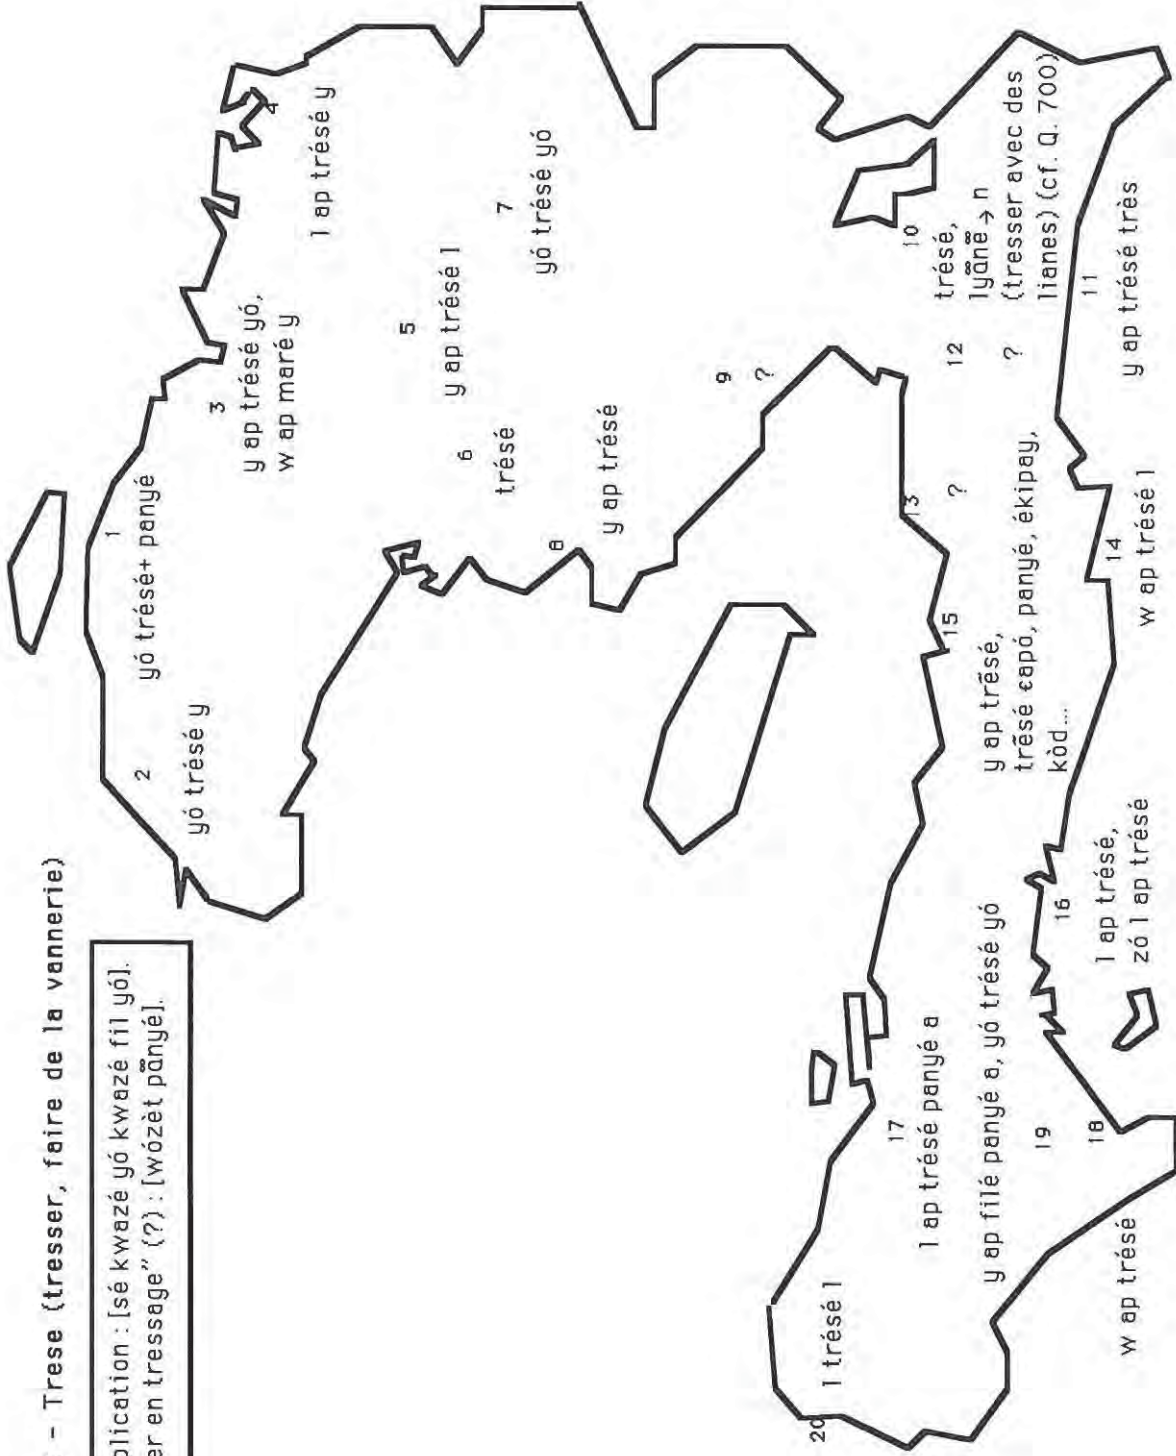 – Trese (tresser, faire de la vannerie)
plication : [sé kwazé yó kwazé fil yó].
er en tressage" (?) : [wózèt pãnyé].
1
yó trésé+ panyé
2
yó trésé y
3
y ap trésé yó,
w ap maré y
4
l ap trésé y
5
y ap trésé l
6
trésé
7
yó trésé yó
8
y ap trésé
9
?
10
trésé,
(tresser avec des
lianes) (cf. Q. 700)
11
y ap trésé très
12
?
13
?
14
w ap trésé l
15
y ap trẽsé,
trẽsé ɛapó, panyé, ékipay,
kòd...
16
l ap trésé,
zó l ap trésé
17
l ap trésé panyé a
18
w ap trésé
19
y ap filé panyé a, yó trésé yó
20
l trésé l